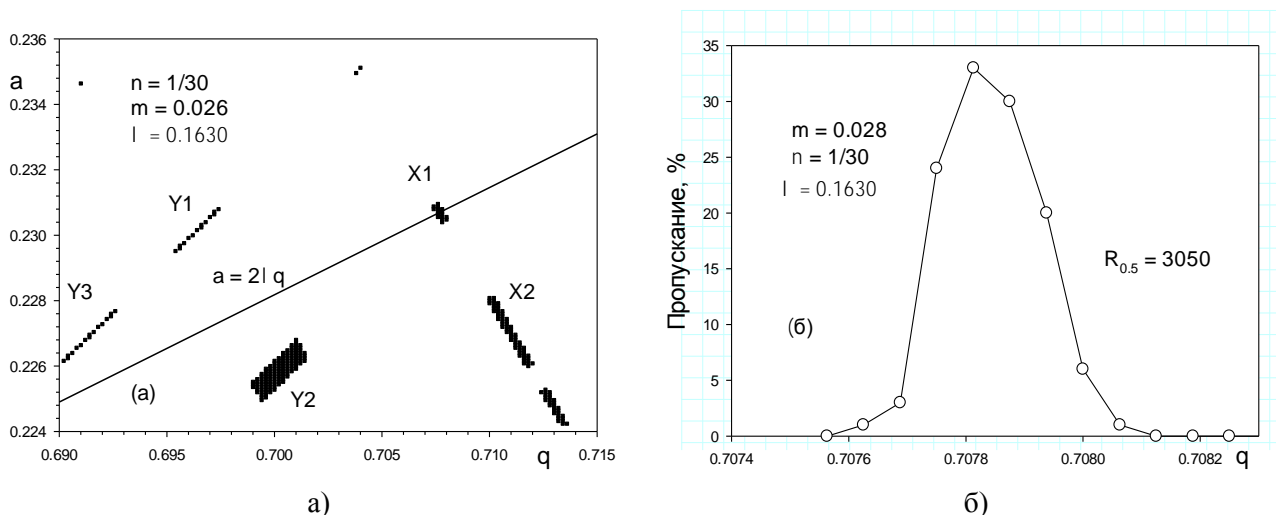 0.236
a
n = 1/30
m = 0.026
l = 0.1630
0.234
0.232
X1
Y1
0.230
a = 2l q
Y3
0.228
X2
0.226
(а)
Y2
0.224
0.690 0.695 0.700 0.705 0.710 0.715
q
а)
35
30
m = 0.028
n = 1/30
l = 0.1630
25
20
R0.5 = 3050
15
Пропускание, %
(б)
10
5
0
0.7074 0.7076 0.7078 0.7080 0.7082 q
б)